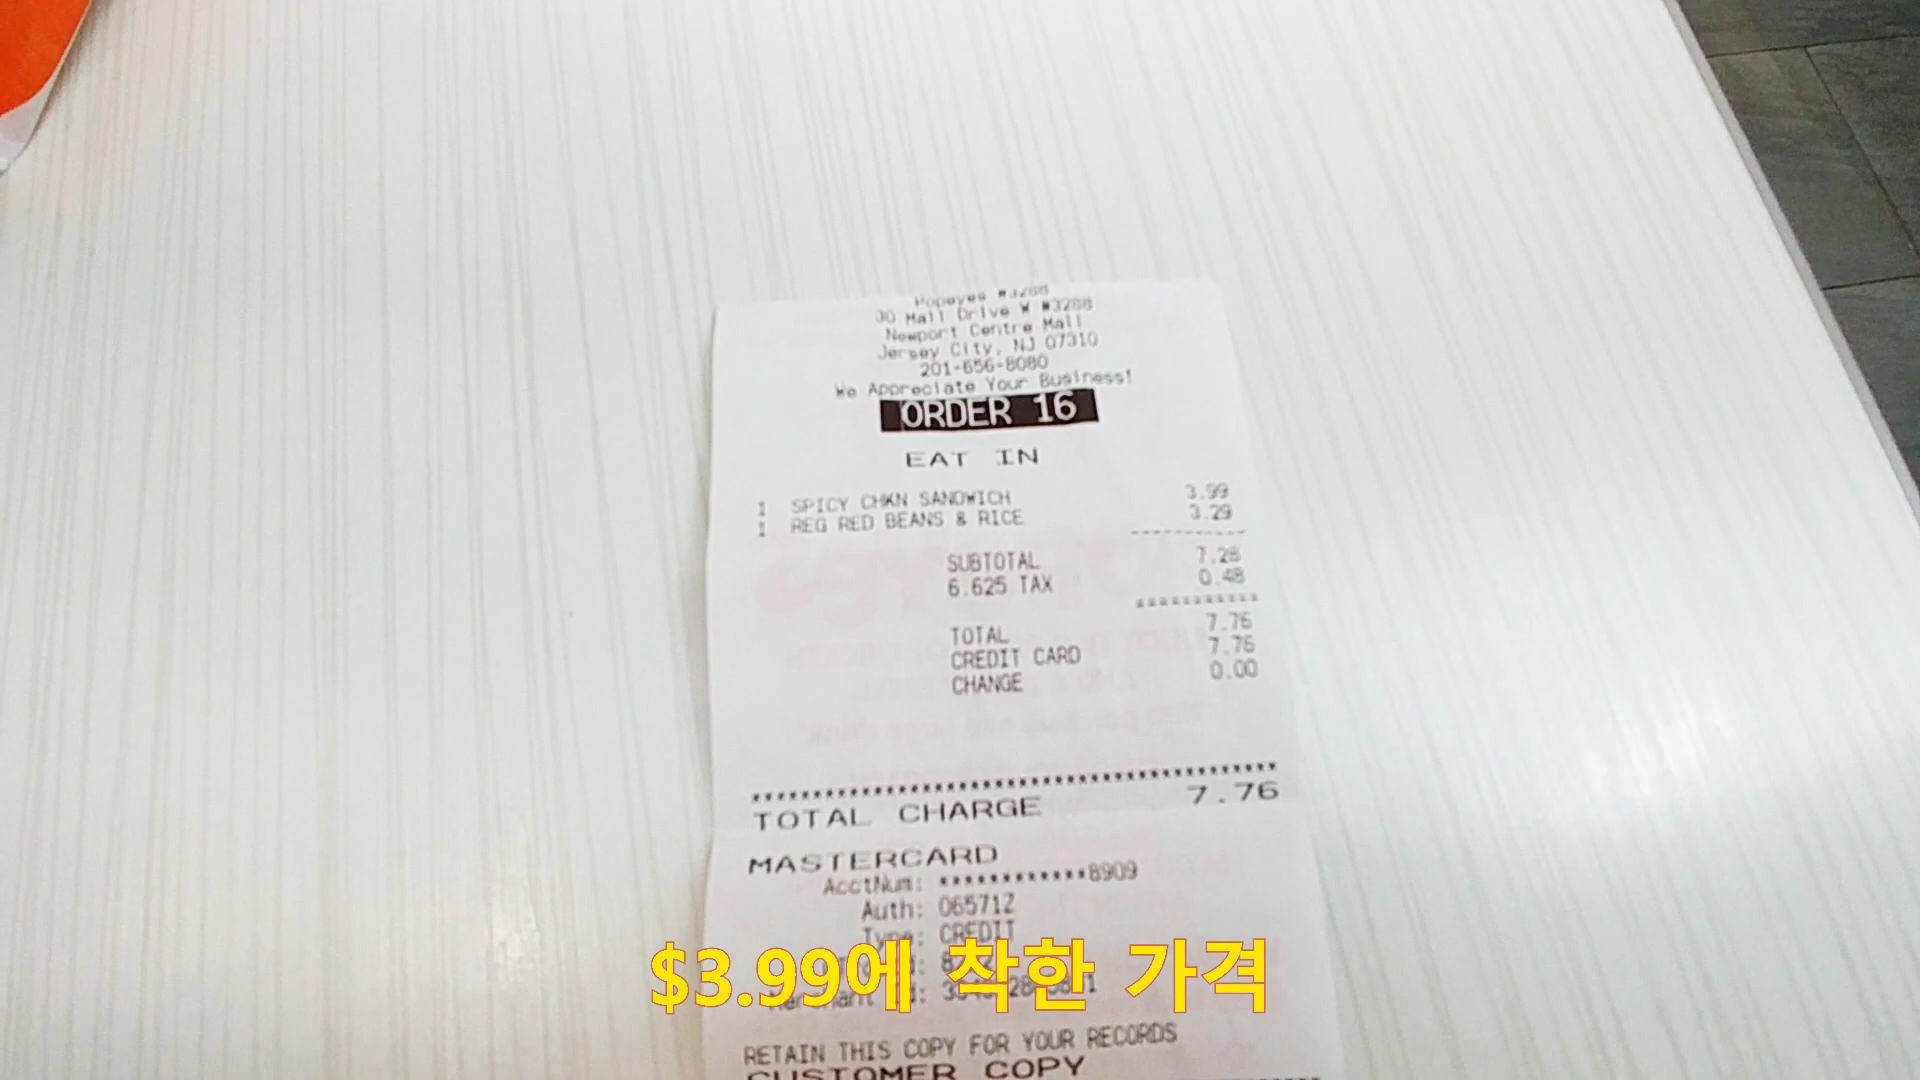 Popeyes #3288
30 Mall Drive W #3288
Newport Centre Mall
Jersey City, NJ 07310
201-656-8080
We Appreciate Your Business!
ORDER 16
EAT IN
1 SPICY CHKN SANDWICH 3.99
1 REG RED BEANS & RICE 3.29
SUBTOTAL 7.28
6.625 TAX 0.48
TOTAL 7.76
CREDIT CARD 7.76
CHANGE 0.00
TOTAL CHARGE 7.76
MASTERCARD
AcctNum: ************8909
Auth: 06571Z
Type: CREDIT
$3.99에 착한 가격
RETAIN THIS COPY FOR YOUR RECORDS
CUSTOMER COPY